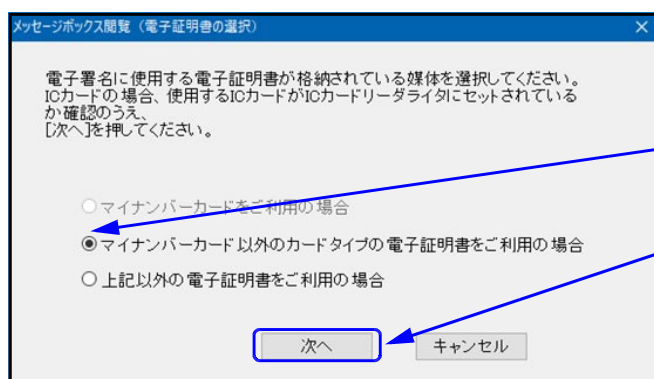 メッセージボックス閲覧（電子証明書の選択）
電子署名に使用する電子証明書が格納されている媒体を選択してください。
ICカードの場合、使用するICカードがICカードリーダライタにセットされている
か確認のうえ、
[次へ]を押してください。
マイナンバーカードをご利用の場合
マイナンバーカード以外のカードタイプの電子証明書をご利用の場合
上記以外の電子証明書をご利用の場合
次へ
キャンセル